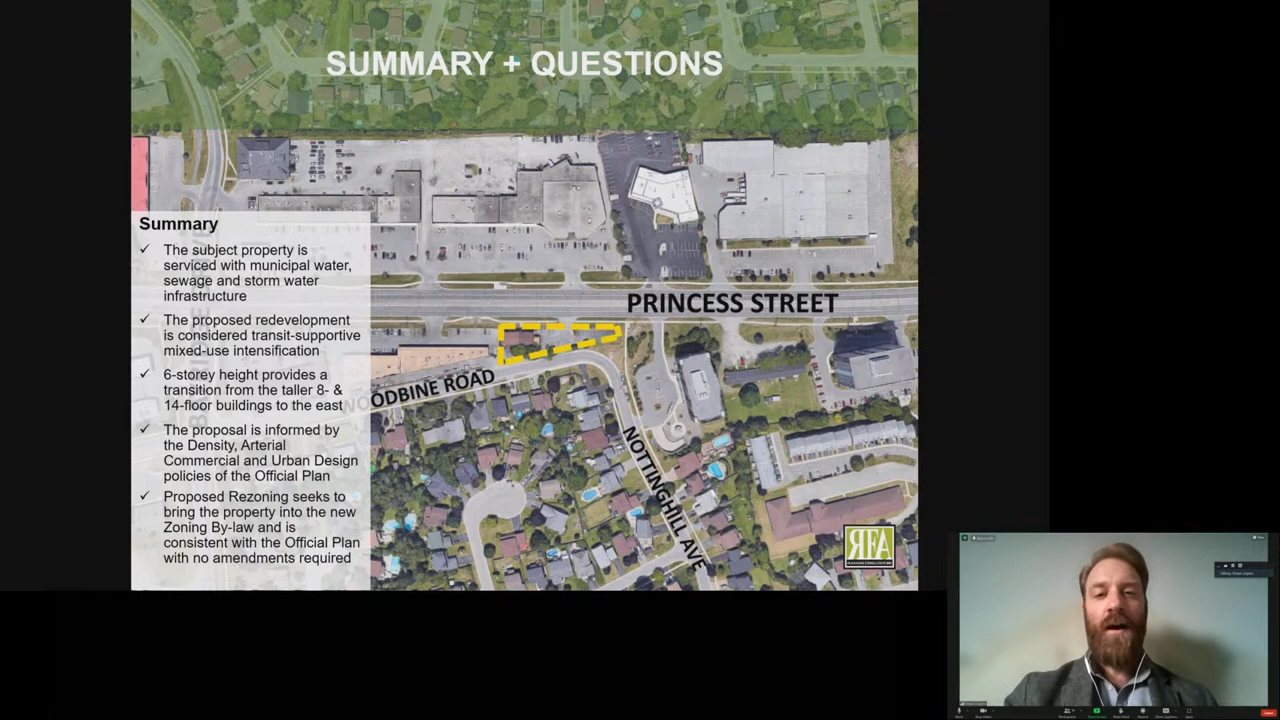 SUMMARY + QUESTIONS
Summary
✓ The subject property is
serviced with municipal water,
sewage and storm water
infrastructure
✓ The proposed redevelopment
is considered transit-supportive
mixed-use intensification
✓ 6-storey height provides a
transition from the taller 8- &
14-floor buildings to the east
✓ The proposal is informed by
the Density, Arterial
Commercial and Urban Design
policies of the Official Plan
✓ Proposed Rezoning seeks to
bring the property into the new
Zoning By-law and is
consistent with the Official Plan
with no amendments required
PRINCESS STREET
WOODBINE ROAD
NOTTINGHILL AVE
RFA